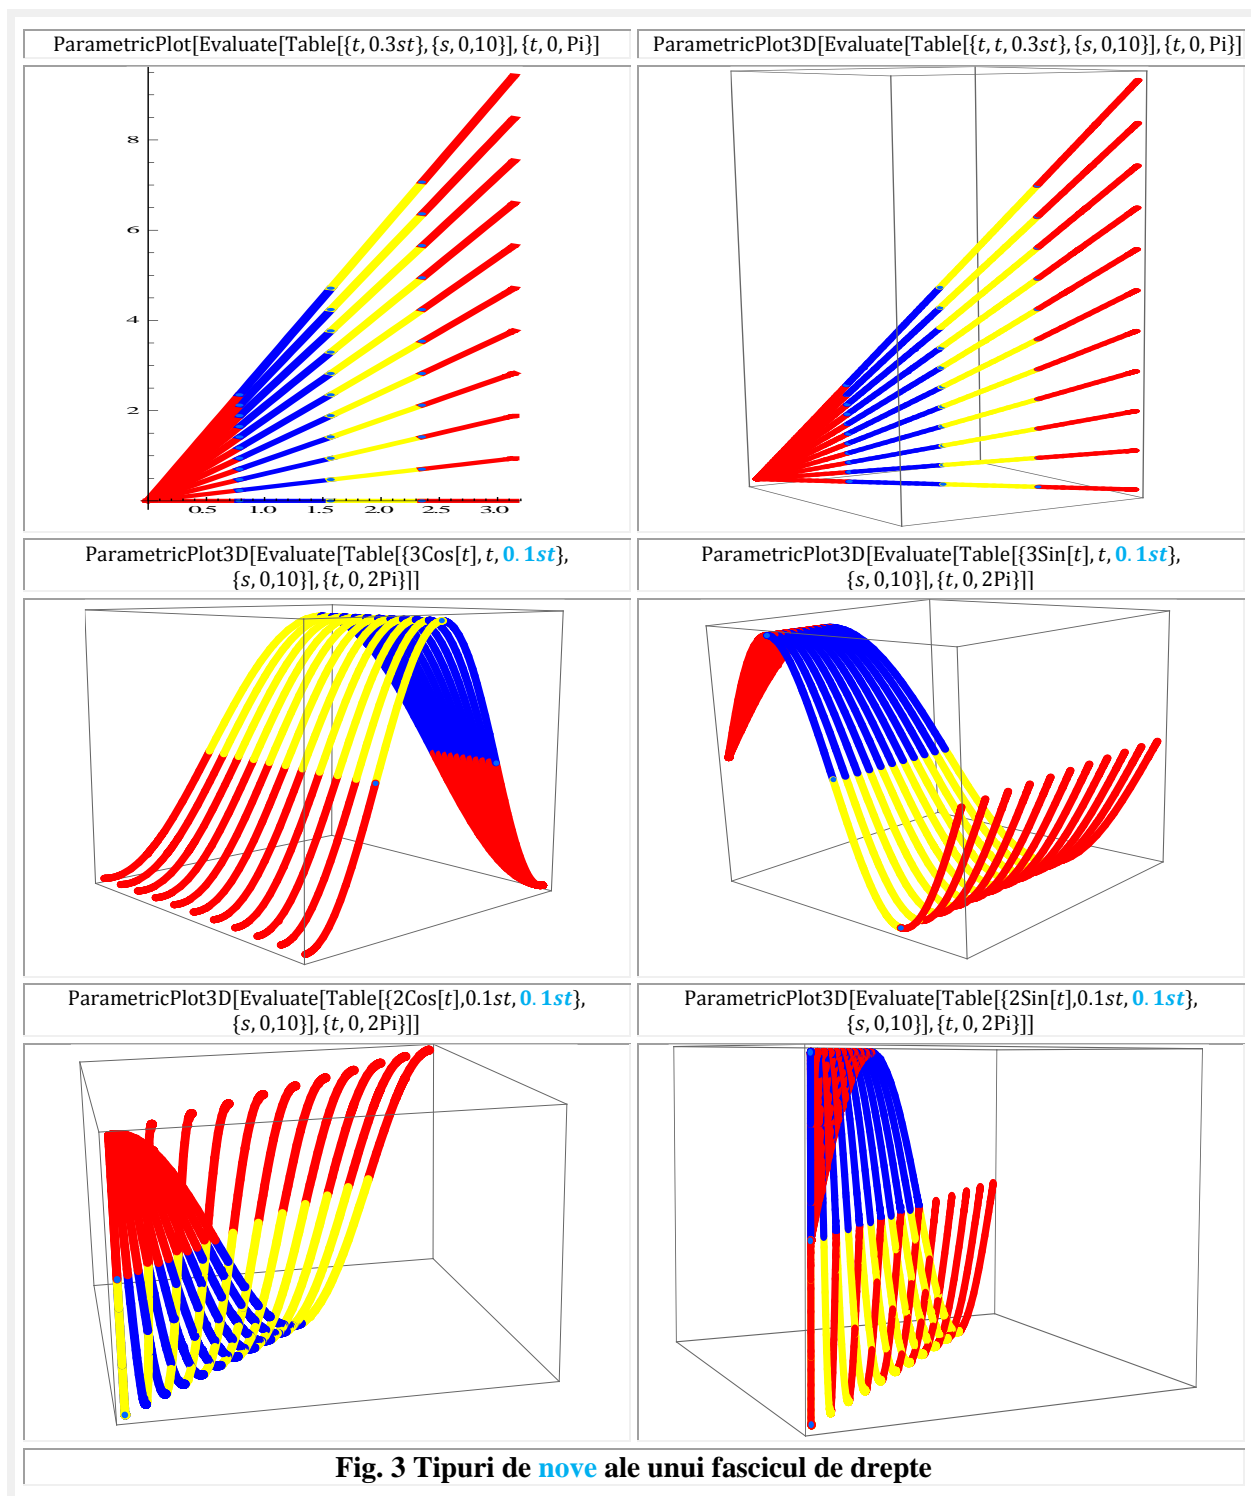 ParametricPlot[Evaluate[Table[{t, 0.3st}, {s, 0,10}], {t, 0, Pi}]
ParametricPlot3D[Evaluate[Table[{t, t, 0.3st}, {s, 0,10}], {t, 0, Pi}]
8
6
4
2
0.5 1.0 1.5 2.0 2.5 3.0
ParametricPlot3D[Evaluate[Table[{3Cos[t], t, 0.1st},
{s, 0,10}], {t, 0, 2Pi}]]
ParametricPlot3D[Evaluate[Table[{3Sin[t], t, 0.1st},
{s, 0,10}], {t, 0, 2Pi}]]
ParametricPlot3D[Evaluate[Table[{2Cos[t],0.1st, 0.1st},
{s, 0,10}], {t, 0, 2Pi}]]
ParametricPlot3D[Evaluate[Table[{2Sin[t],0.1st, 0.1st},
{s, 0,10}], {t, 0, 2Pi}]]
Fig. 3 Tipuri de nove ale unui fascicul de drepte